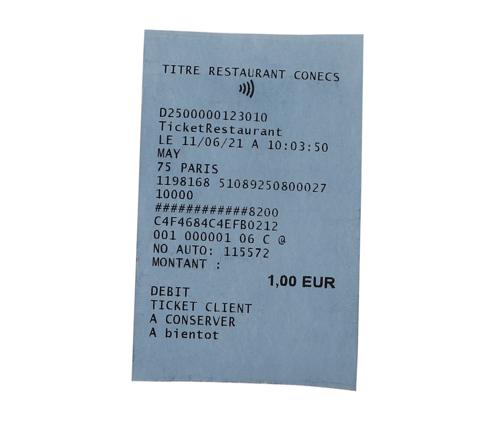 TITRE RESTAURANT CONECS
D2500000123010
TicketRestaurant
LE 11/06/21 A 10:03:50
MAY
75 PARIS
1198168 51089250800027
10000
############8200
C4F4684C4EFB0212
001 000001 06 C @
NO AUTO: 115572
MONTANT :
1,00 EUR
DEBIT
TICKET CLIENT
A CONSERVER
A bientot